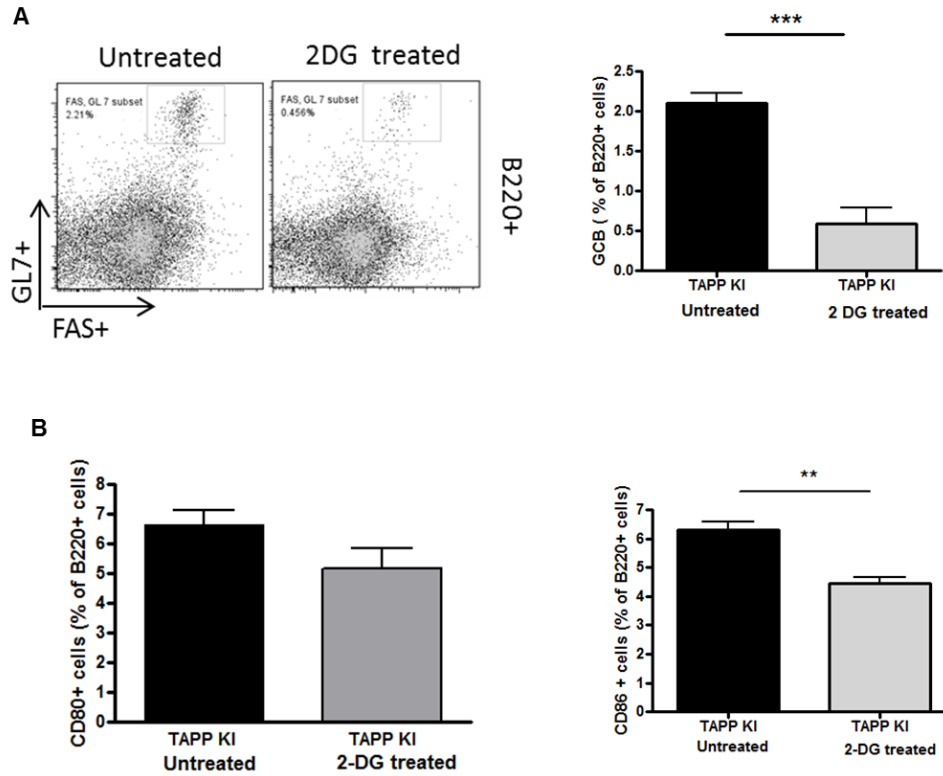 A
Untreated
2DG treated
FAS, GL 7 subset
2.21%
FAS, GL 7 subset
0.456%
GL7+
FAS+
B220+
***
GCB ( % of B220+ cells)
2.5
2.0
1.5
1.0
0.5
0.0
TAPP KI
Untreated
TAPP KI
2 DG treated
B
CD80+ cells (% of B220+ cells)
8
7
6
5
4
3
2
1
0
TAPP KI
Untreated
TAPP KI
2-DG treated
**
CD86 + cells (% of B220+ cells)
7
6
5
4
3
2
1
0
TAPP KI
Untreated
TAPP KI
2-DG treated